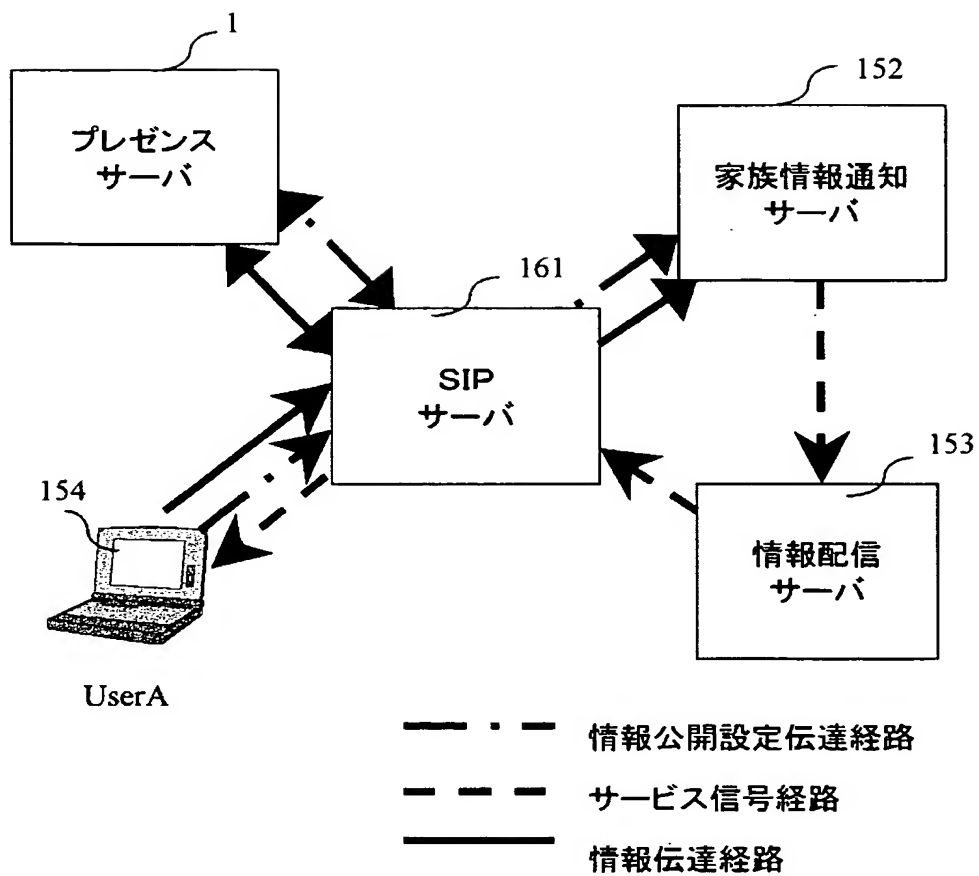 1
プレゼンス
サーバ
152
家族情報通知
サーバ
161
SIP
サーバ
153
情報配信
サーバ
154
UserA
情報公開設定伝達経路
サービス信号経路
情報伝達経路